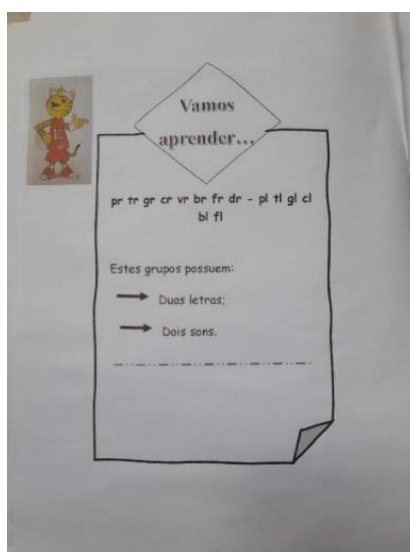 Vamos
aprender...
pr tr gr cr vr br fr dr - pl tl gl cl
bl fl
Estes grupos possuem:
Duas letras;
Dois sons.